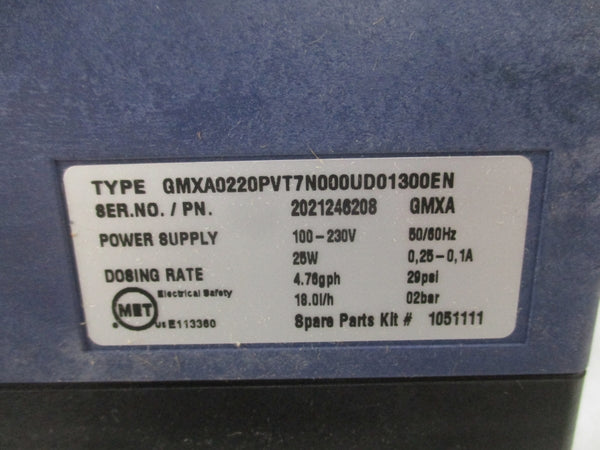 TYPE GMXA0220PVT7N000UD01300EN
SER.NO. / PN. 2021246208 GMXA
POWER SUPPLY 100-230V 50/60Hz
25W 0,25-0,1A
DOSING RATE 4.76gph 29psi
18.0l/h 02bar
Electrical Safety
MET
c us E113360
Spare Parts Kit # 1051111